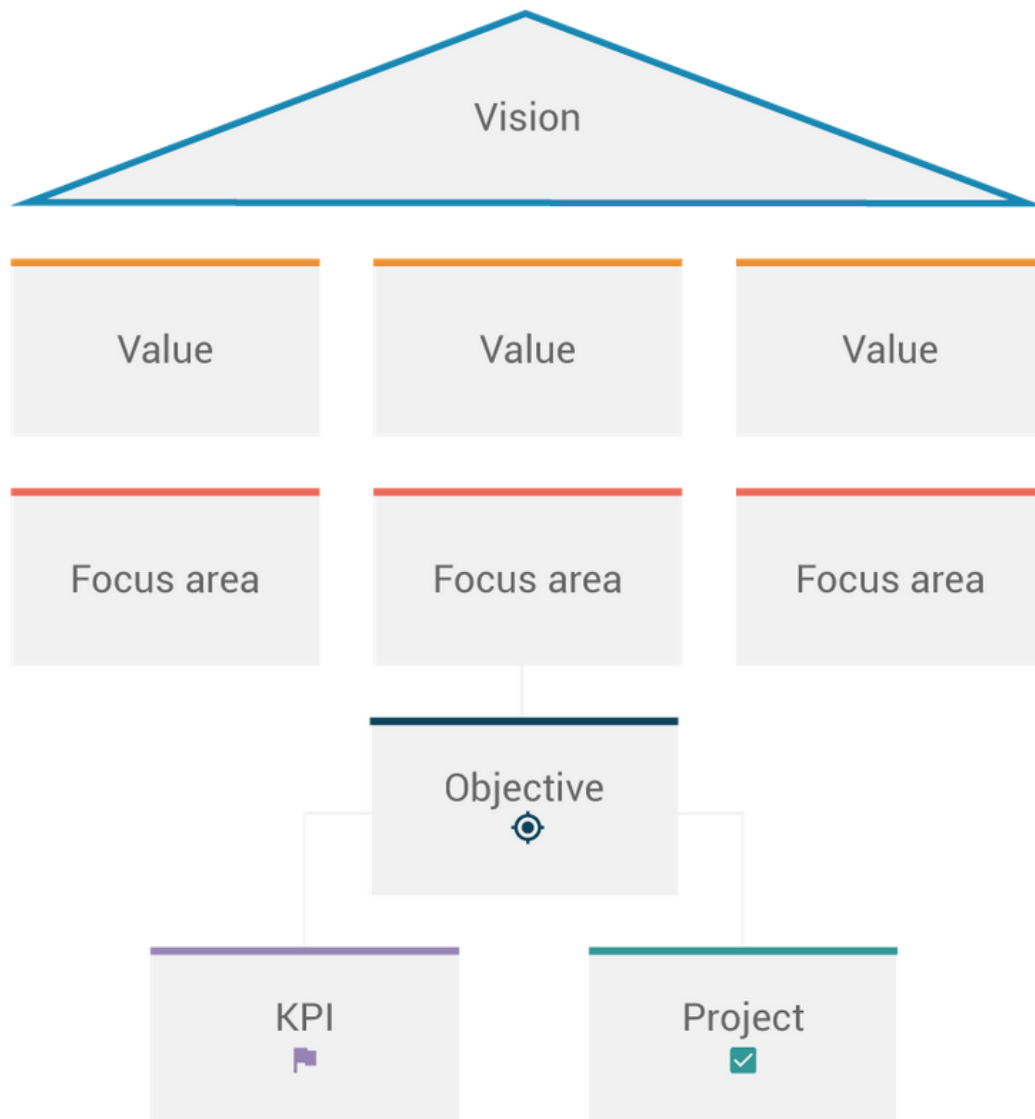 Vision
Value
Value
Value
Focus area
Focus area
Focus area
Objective
KPI
Project